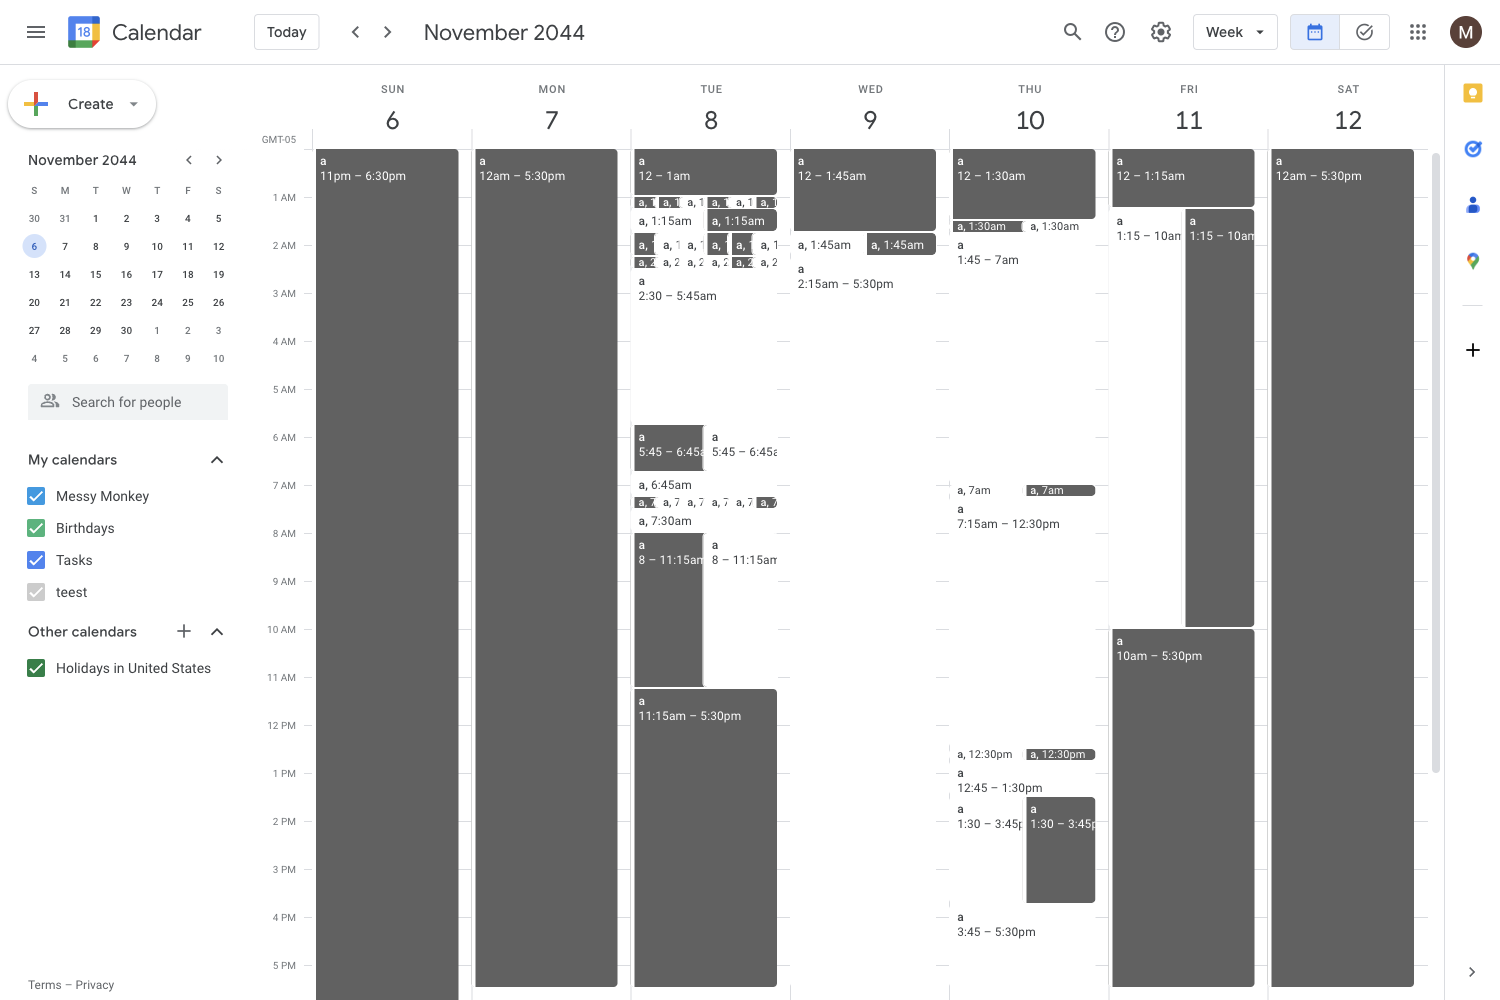 18 Calendar Today November 2044 Week M
Create
November 2044
S M T W T F S
30 31 1 2 3 4 5
6 7 8 9 10 11 12
13 14 15 16 17 18 19
20 21 22 23 24 25 26
27 28 29 30 1 2 3
4 5 6 7 8 9 10
Search for people
My calendars
Messy Monkey
Birthdays
Tasks
teest
Other calendars
Holidays in United States
Terms – Privacy
SUN MON TUE WED THU FRI SAT
6 7 8 9 10 11 12
GMT-05
1 AM
2 AM
3 AM
4 AM
5 AM
6 AM
7 AM
8 AM
9 AM
10 AM
11 AM
12 PM
1 PM
2 PM
3 PM
4 PM
5 PM
a
11pm – 6:30pm
a
12am – 5:30pm
a
12 – 1am
a, 1 a, 1 a, 1 a, 1 a, 1 a, 1
a, 1:15am a, 1:15am
a, 1 a, 1 a, 1 a, 1 a, 1 a, 1
a, 2 a, 2 a, 2 a, 2 a, 2 a, 2
a
2:30 – 5:45am
a a
5:45 – 6:45a 5:45 – 6:45a
a, 6:45am
a, 7 a, 7 a, 7 a, 7 a, 7 a, 7
a, 7:30am
a a
8 – 11:15am 8 – 11:15am
a
11:15am – 5:30pm
a
12 – 1:45am
a, 1:45am a, 1:45am
a
2:15am – 5:30pm
a
12 – 1:30am
a, 1:30am a, 1:30am
a
1:45 – 7am
a, 7am a, 7am
a
7:15am – 12:30pm
a, 12:30pm a, 12:30pm
a
12:45 – 1:30pm
a a
1:30 – 3:45p 1:30 – 3:45p
a
3:45 – 5:30pm
a
12 – 1:15am
a a
1:15 – 10am 1:15 – 10am
a
10am – 5:30pm
a
12am – 5:30pm